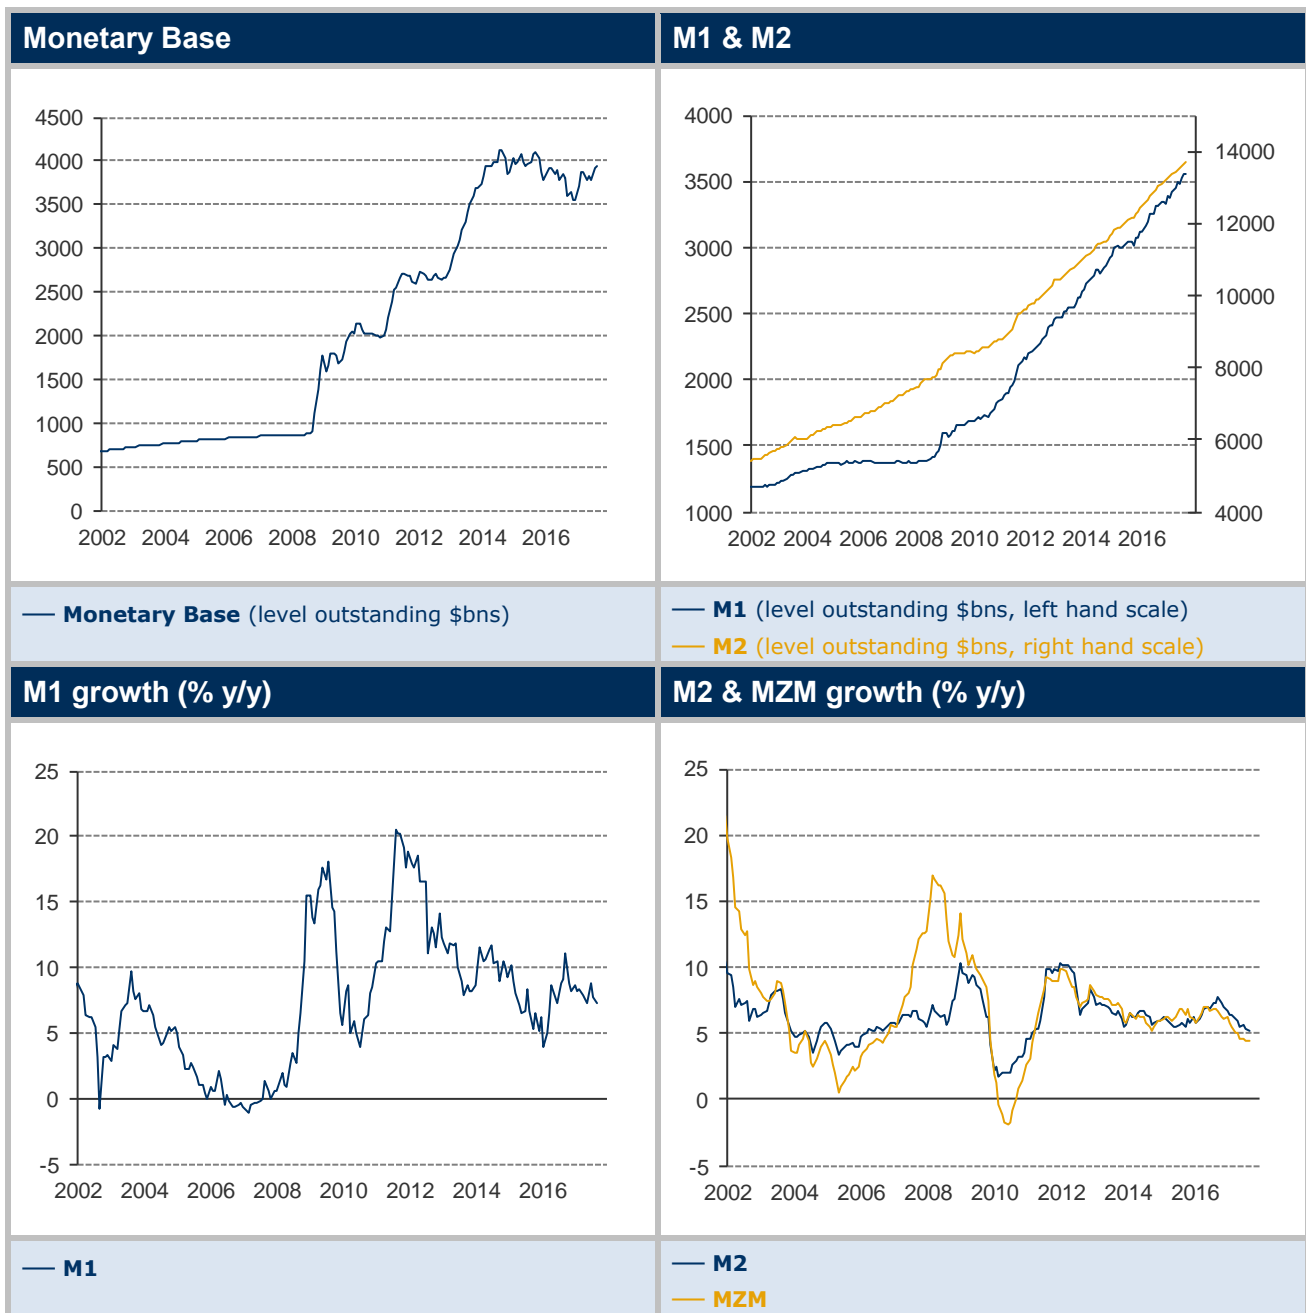 Monetary Base
4500
4000
3500
3000
2500
2000
1500
1000
500
0
2002 2004 2006 2008 2010 2012 2014 2016
Monetary Base (level outstanding $bns)
M1 & M2
4000
3500
3000
2500
2000
1500
1000
14000
12000
10000
8000
6000
4000
2002 2004 2006 2008 2010 2012 2014 2016
M1 (level outstanding $bns, left hand scale)
M2 (level outstanding $bns, right hand scale)
M1 growth (% y/y)
25
20
15
10
5
0
-5
2002 2004 2006 2008 2010 2012 2014 2016
M1
M2 & MZM growth (% y/y)
25
20
15
10
5
0
-5
2002 2004 2006 2008 2010 2012 2014 2016
M2
MZM